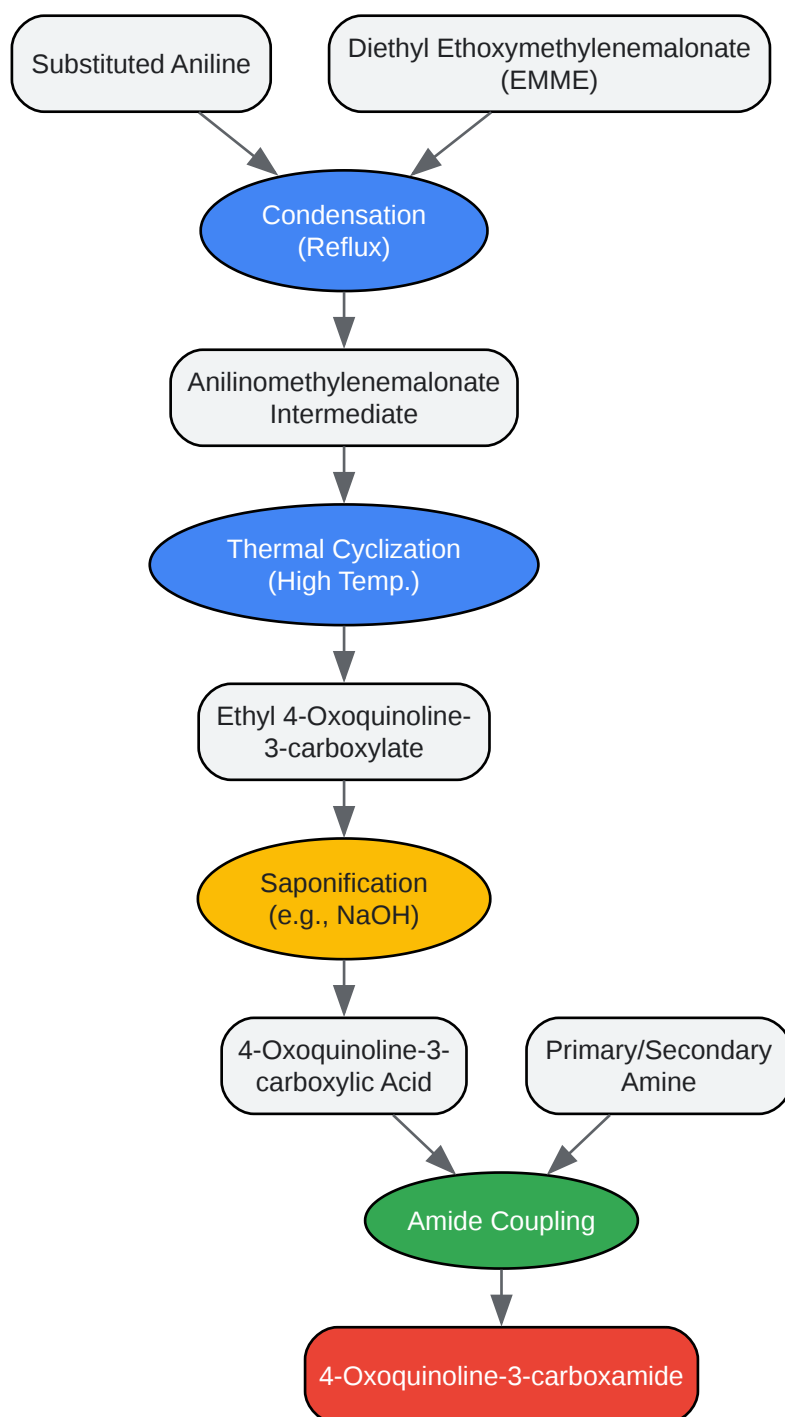 Substituted Aniline
Diethyl Ethoxymethylenemalonate
(EMME)
Condensation
(Reflux)
Anilinomethylenemalonate
Intermediate
Thermal Cyclization
(High Temp.)
Ethyl 4-Oxoquinoline-
3-carboxylate
Saponification
(e.g., NaOH)
4-Oxoquinoline-3-
carboxylic Acid
Primary/Secondary
Amine
Amide Coupling
4-Oxoquinoline-3-carboxamide